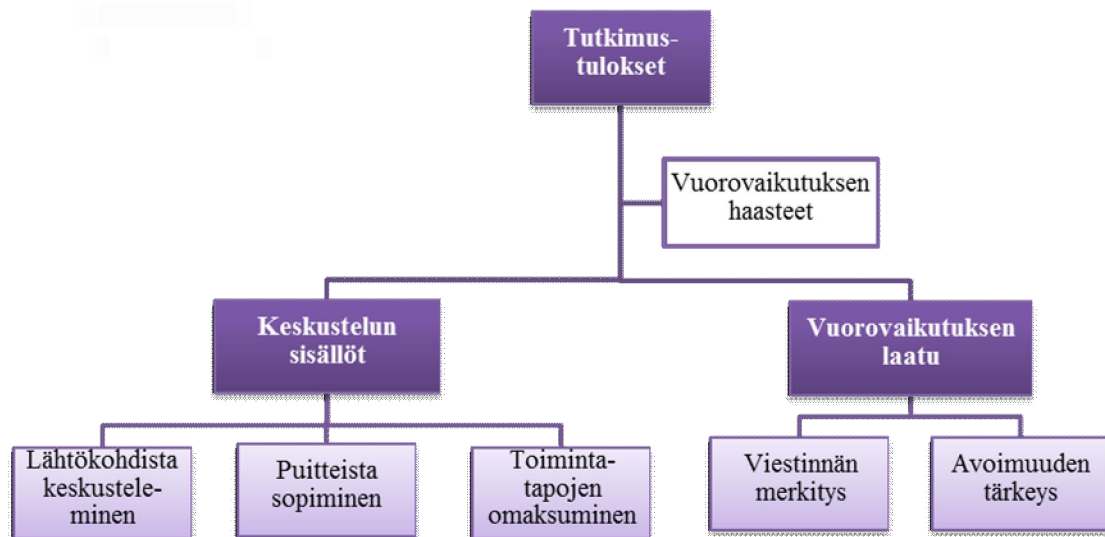 Tutkimus-
tulokset
Vuorovaikutuksen
haasteet
Keskustelun
sisällöt
Vuorovaikutuksen
laatu
Lähtökohdista
keskustele-
minen
Puitteista
sopiminen
Toiminta-
tapojen
omaksuminen
Viestinnän
merkitys
Avoimuuden
tärkeys